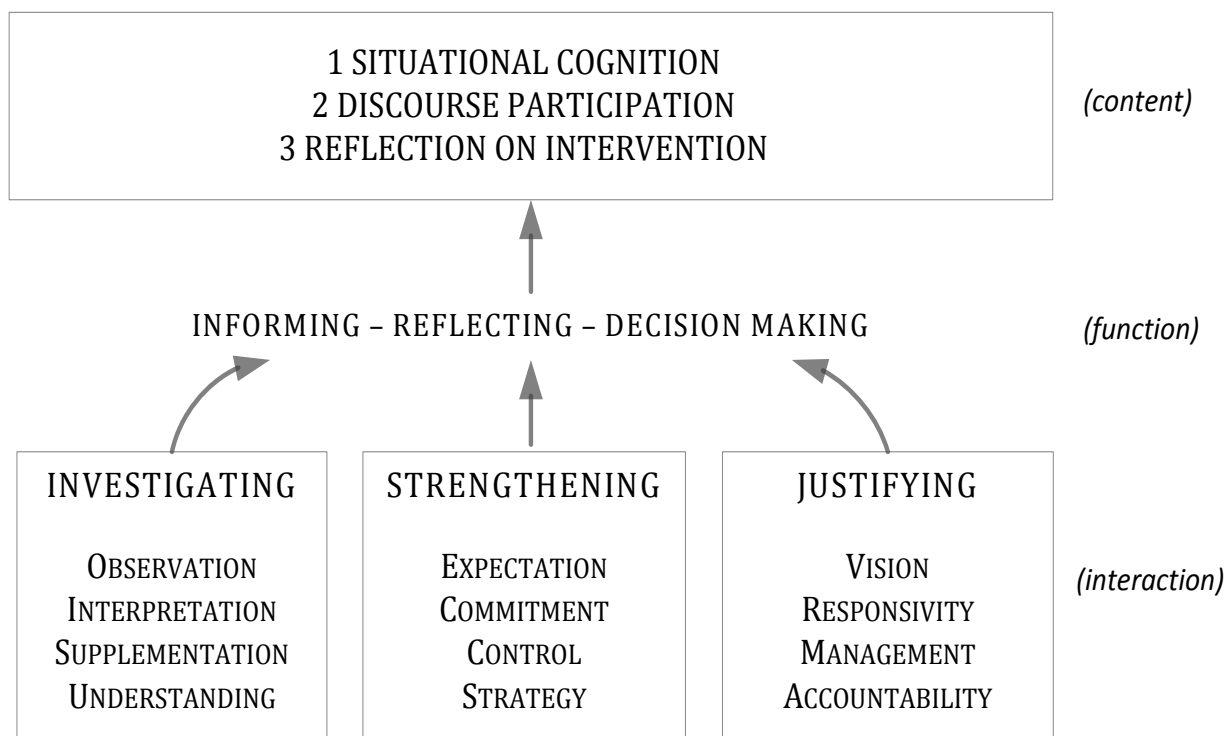 1 SITUATIONAL COGNITION
2 DISCOURSE PARTICIPATION
3 REFLECTION ON INTERVENTION
(content)
INFORMING – REFLECTING – DECISION MAKING
(function)
INVESTIGATING
OBSERVATION
INTERPRETATION
SUPPLEMENTATION
UNDERSTANDING
STRENGTHENING
EXPECTATION
COMMITMENT
CONTROL
STRATEGY
JUSTIFYING
VISION
RESPONSIVITY
MANAGEMENT
ACCOUNTABILITY
(interaction)